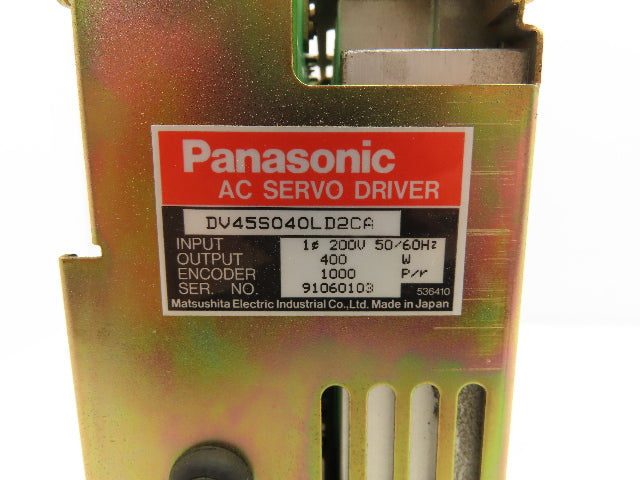 Panasonic
AC SERVO DRIVER
DV45S040LD2CA
INPUT 1ϕ 200V 50/60Hz
OUTPUT 400 W
ENCODER 1000 P/r
SER. NO. 91060103 536410
Matsushita Electric Industrial Co., Ltd. Made in Japan